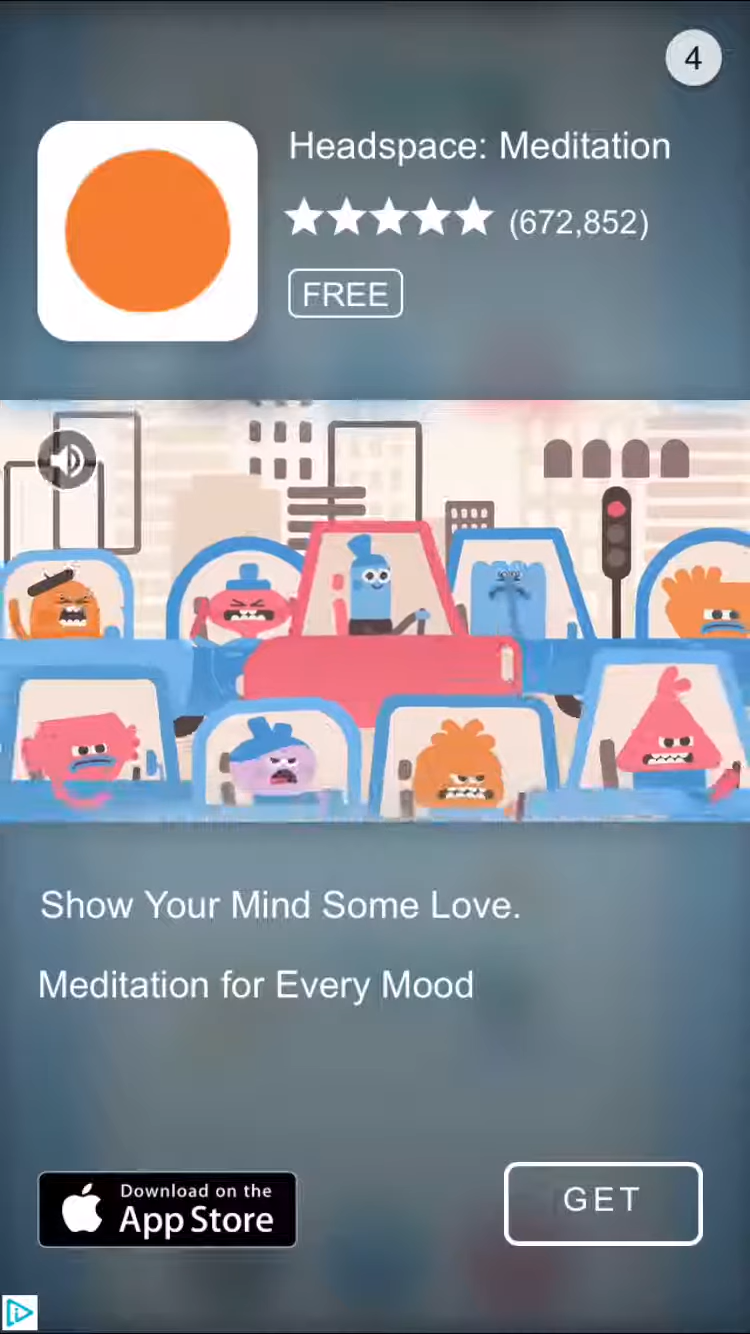 4
Headspace: Meditation
(672,852)
FREE
Show Your Mind Some Love.
Meditation for Every Mood
Download on the
App Store
GET